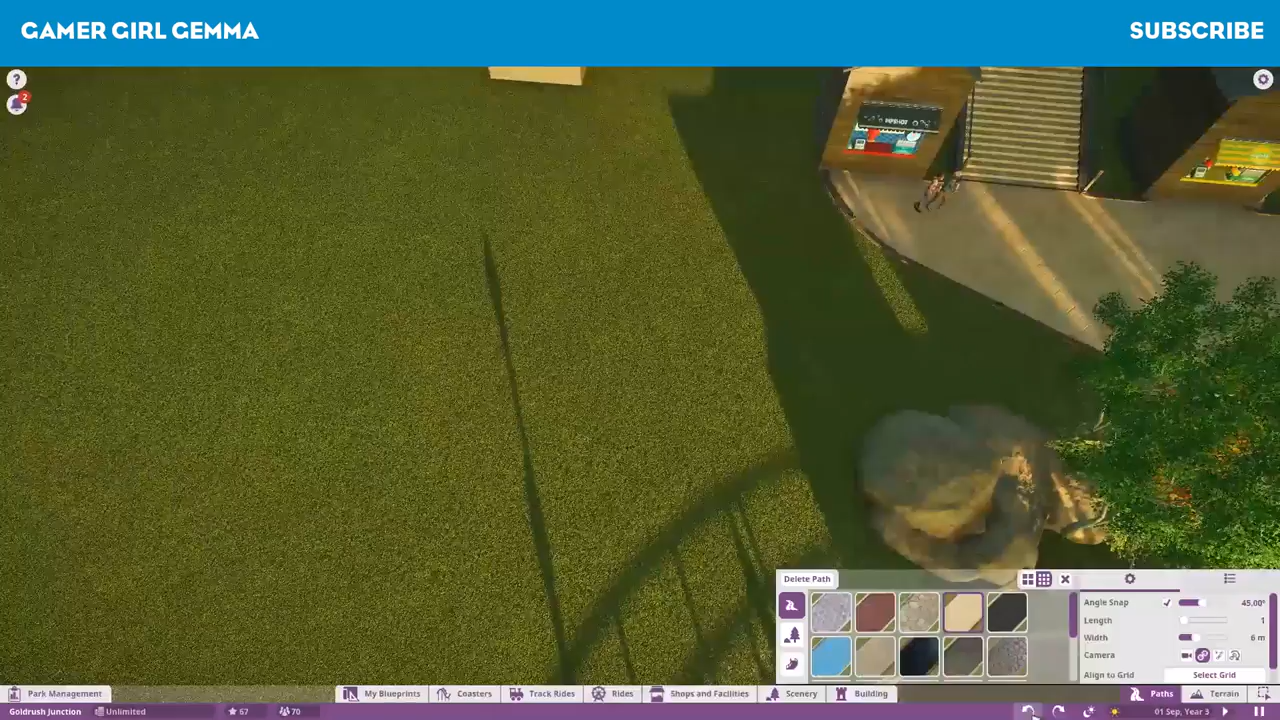 GAMER GIRL GEMMA
SUBSCRIBE
?
2
Delete Path
Angle Snap 45.00°
Length 1
Width 6 m
Camera
Align to Grid Select Grid
Park Management My Blueprints Coasters Track Rides Rides Shops and Facilities Scenery Building Paths Terrain
Goldrush Junction Unlimited 67 70 01 Sep, Year 3